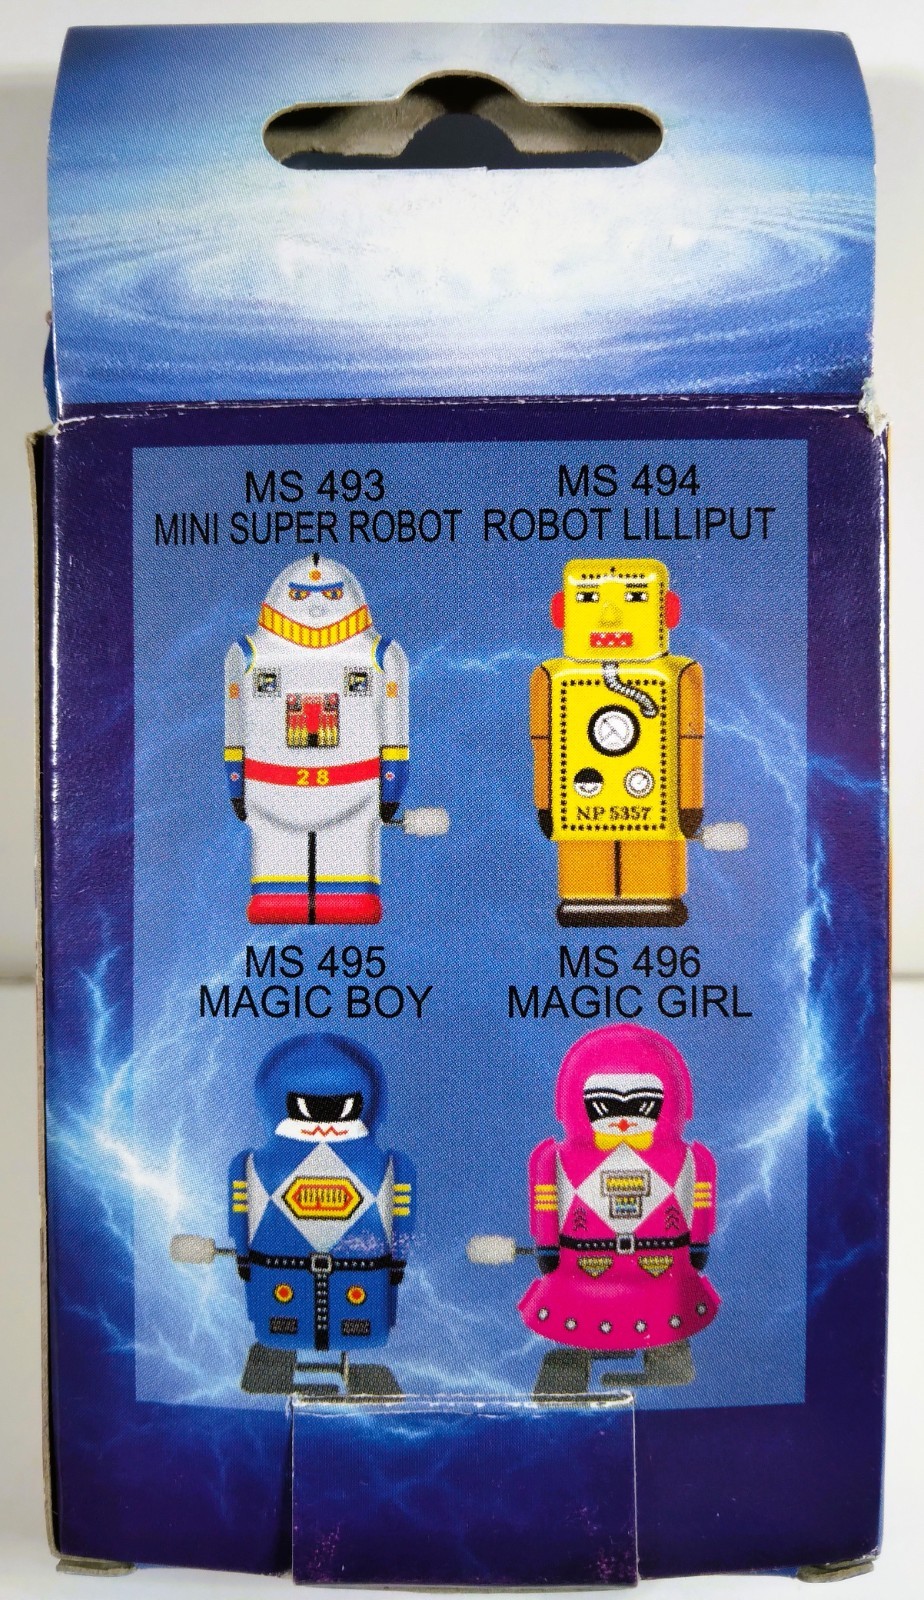 MS 493
MINI SUPER ROBOT
MS 494
ROBOT LILLIPUT
28
NP 5357
MS 495
MAGIC BOY
MS 496
MAGIC GIRL